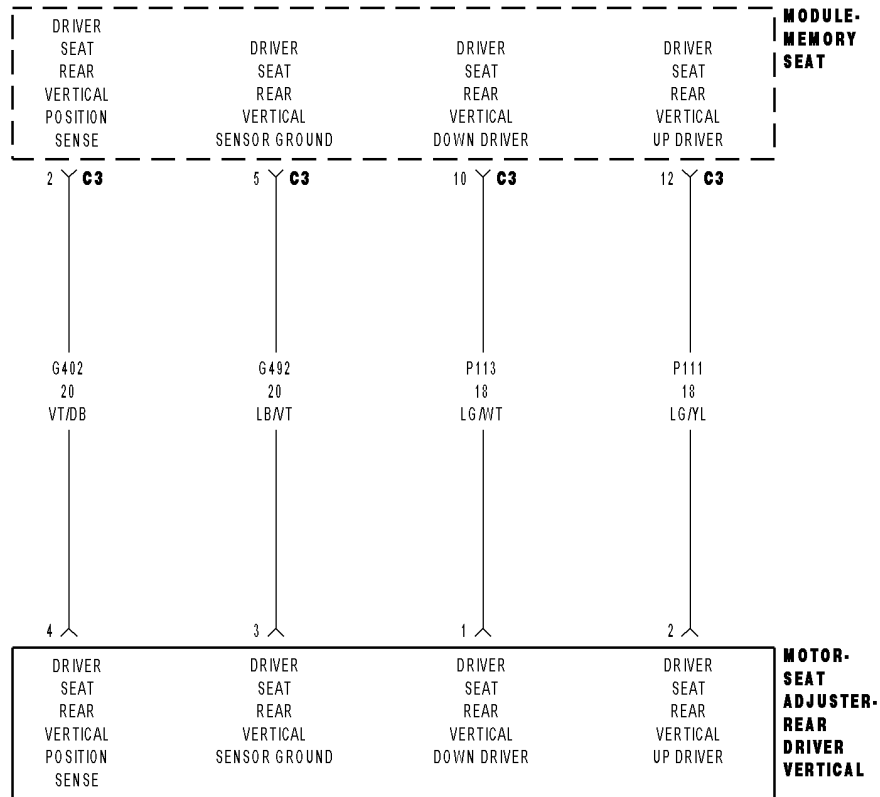 DRIVER
SEAT
REAR
VERTICAL
POSITION
SENSE
DRIVER
SEAT
REAR
VERTICAL
SENSOR GROUND
DRIVER
SEAT
REAR
VERTICAL
DOWN DRIVER
DRIVER
SEAT
REAR
VERTICAL
UP DRIVER
MODULE-
MEMORY
SEAT
2 C3
5 C3
10 C3
12 C3
G402
20
VT/DB
G492
20
LB/VT
P113
18
LG/WT
P111
18
LG/YL
4
3
1
2
DRIVER
SEAT
REAR
VERTICAL
POSITION
SENSE
DRIVER
SEAT
REAR
VERTICAL
SENSOR GROUND
DRIVER
SEAT
REAR
VERTICAL
DOWN DRIVER
DRIVER
SEAT
REAR
VERTICAL
UP DRIVER
MOTOR-
SEAT
ADJUSTER-
REAR
DRIVER
VERTICAL